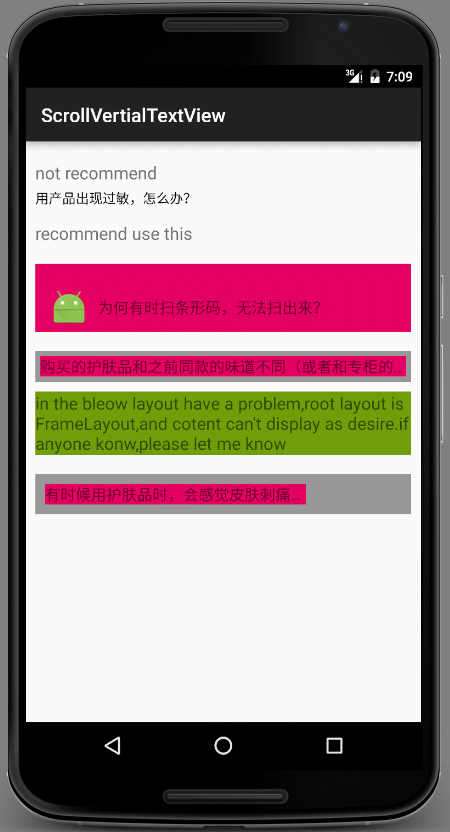 3G 7:09
ScrollVertialTextView
not recommend
用产品出现过敏，怎么办?
recommend use this
为何有时扫条形码，无法扫出来?
购买的护肤品和之前同款的味道不同（或者和专柜的...
in the bleow layout have a problem,root layout is
FrameLayout,and cotent can't display as desire.if
anyone konw,please let me know
有时候用护肤品时，会感觉皮肤刺痛...